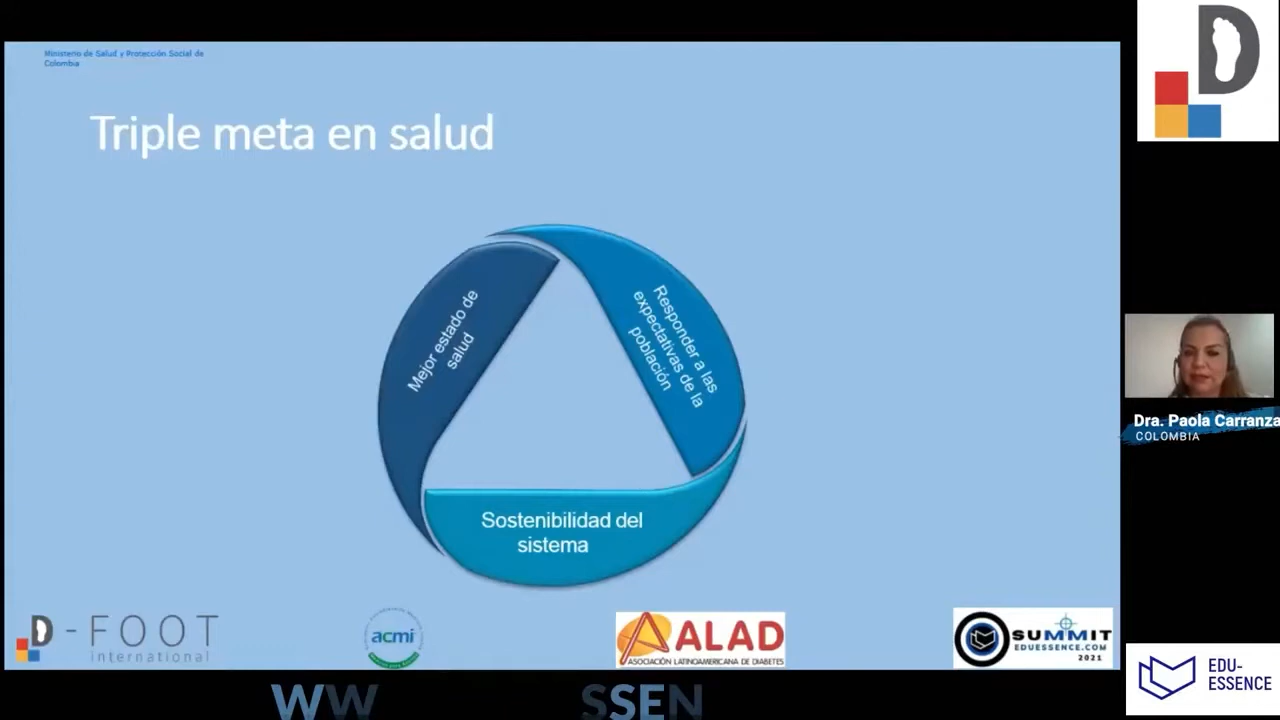 Ministerio de Salud y Protección Social de
Colombia
Triple meta en salud
Mejor estado de
salud
Responder a las
expectativas de la
población
Sostenibilidad del
sistema
D
Dra. Paola Carranza
COLOMBIA
D-FOOT
international
acmi
ALAD
ASOCIACIÓN LATINOAMERICANA DE DIABETES
SUMMIT
EDUESSENCE.COM
2021
EDU-
ESSENCE
WW SSEN